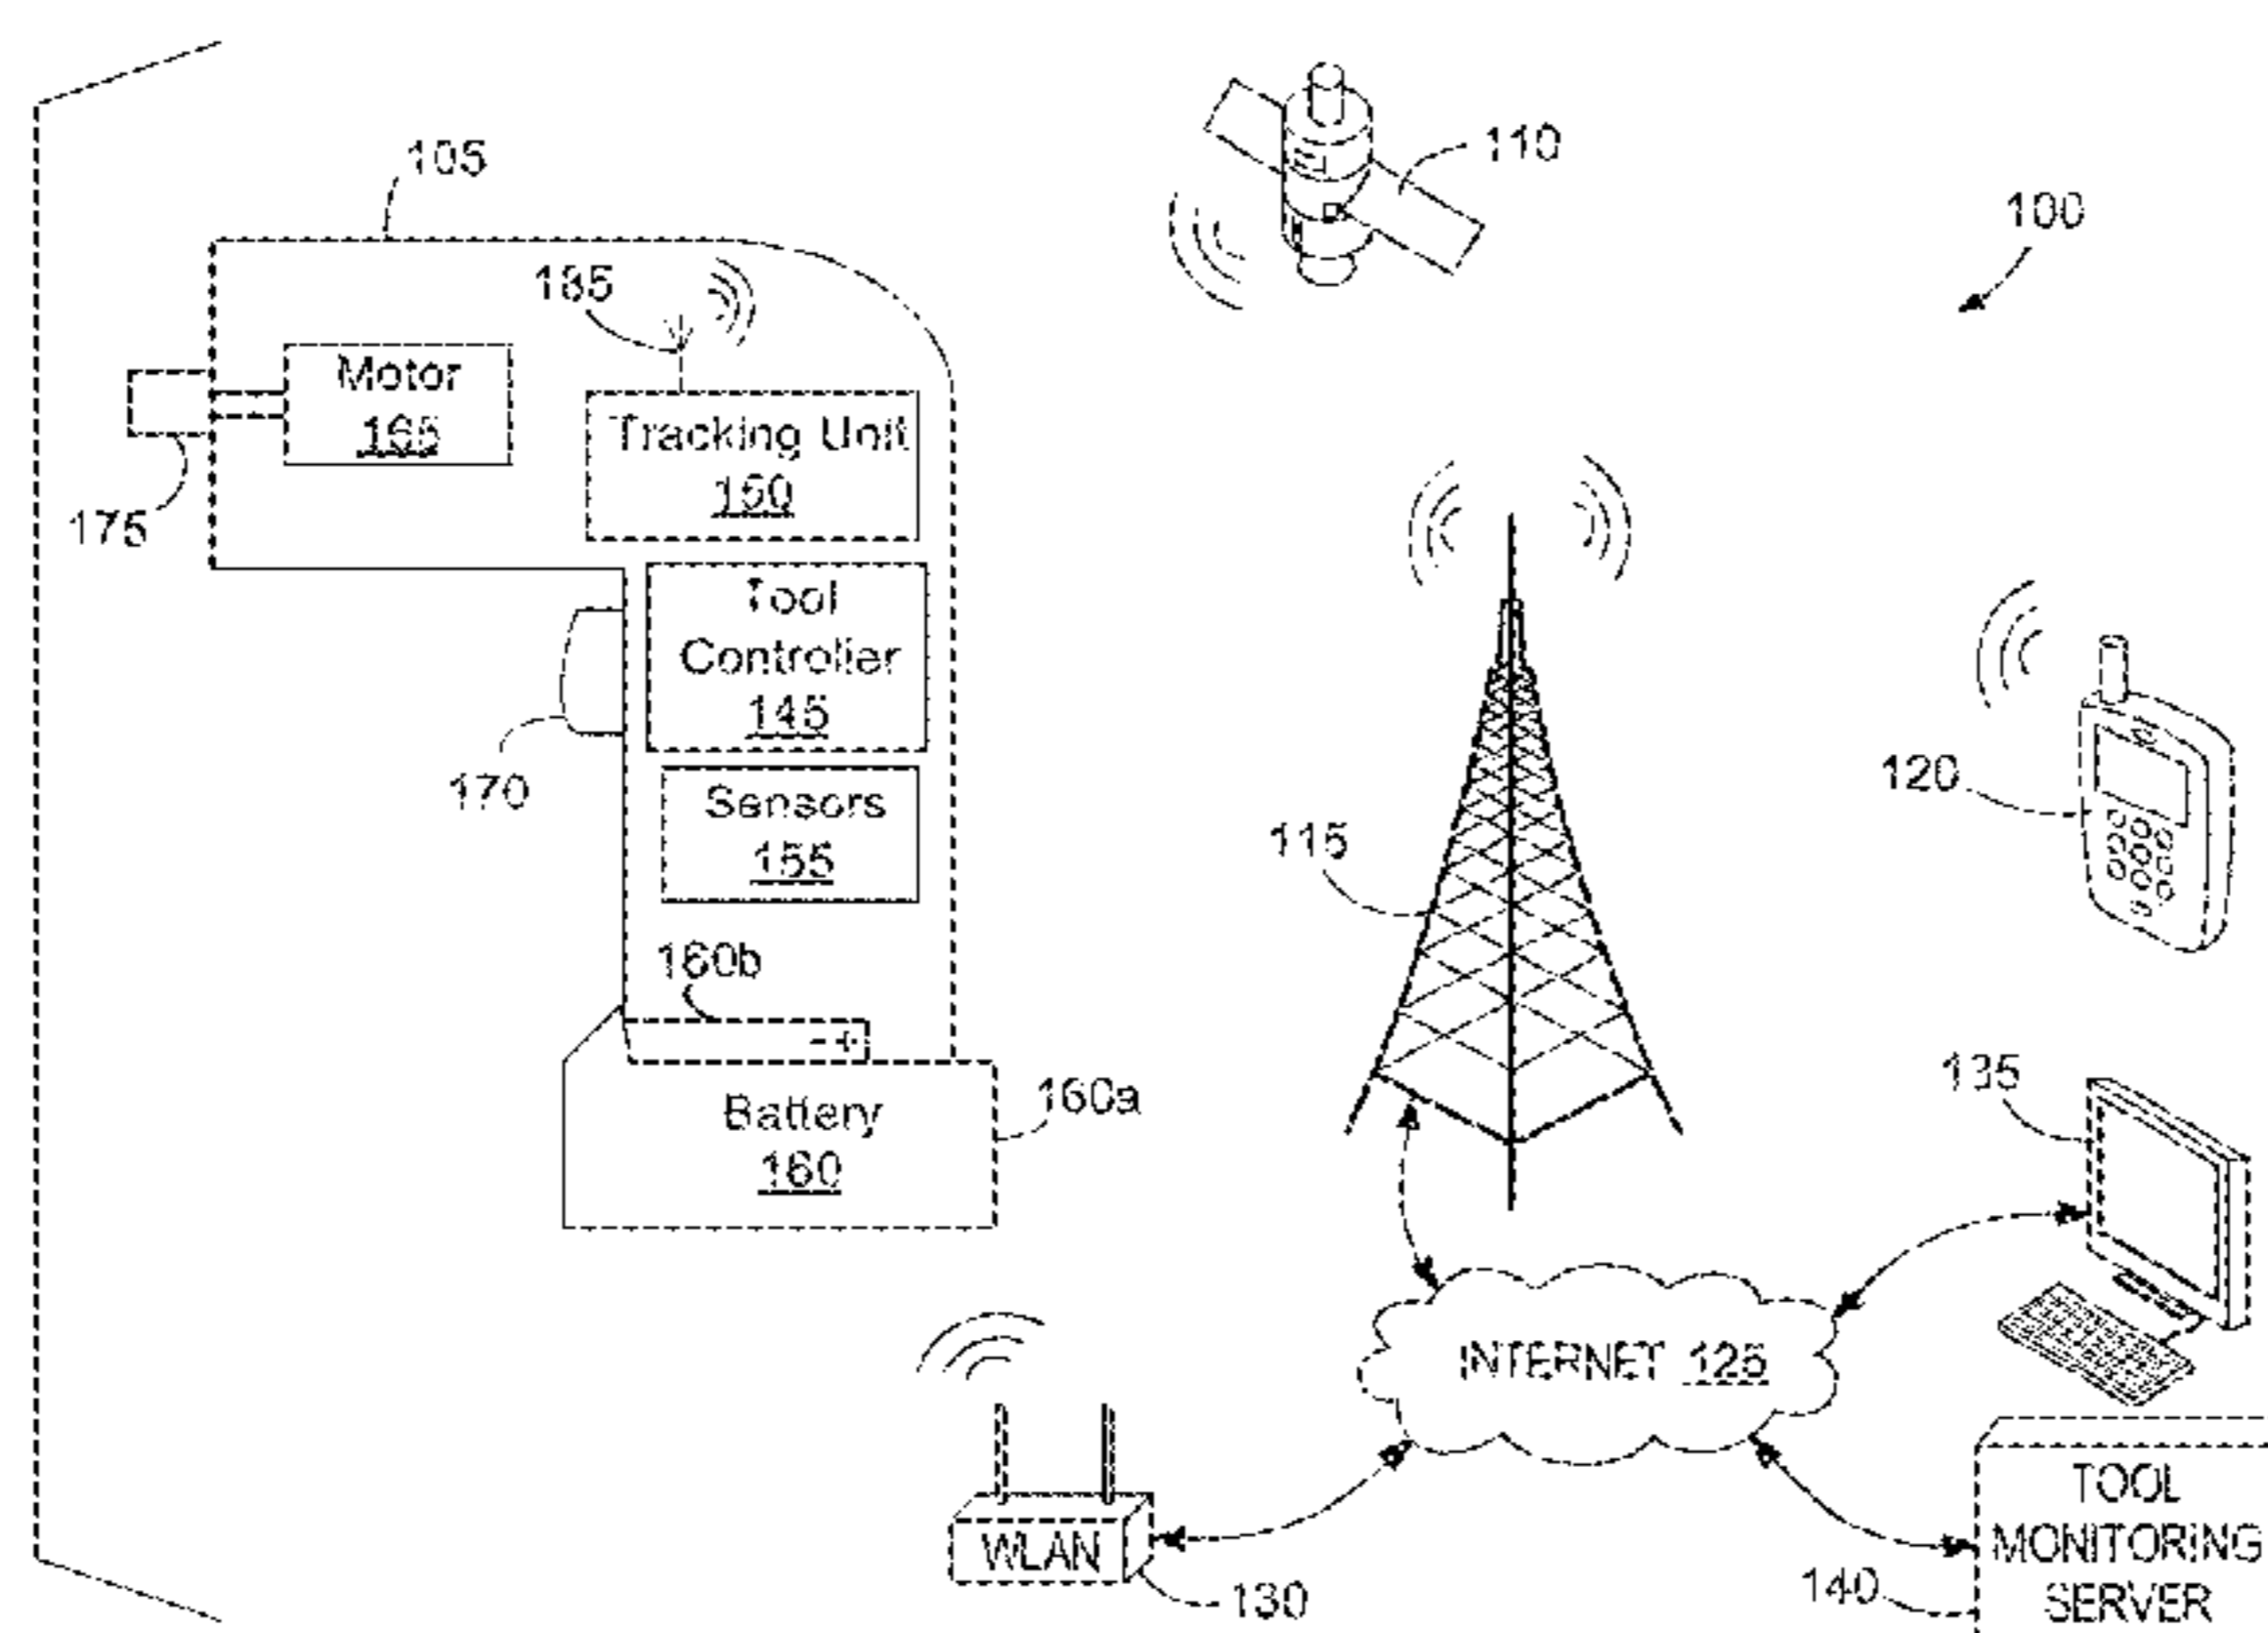 105
110
100
185
Motor
165
Tracking Unit
150
175
Tool
Controller
145
170
120
Sensors
155
115
160b
135
160a
Battery
160
INTERNET 125
WLAN
130
TOOL
MONITORING
SERVER
140